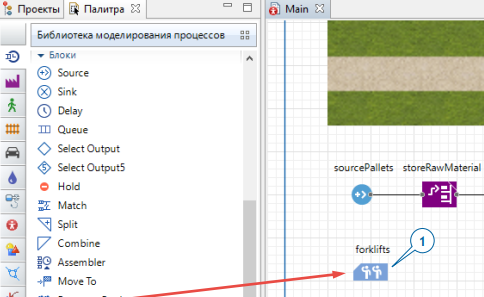 Проекты Палитра
Main
Библиотека моделирования процессов
Блоки
Source
Sink
Delay
Queue
Select Output
Select Output5
Hold
Match
Split
Combine
Assembler
Move To
sourcePallets storeRawMaterial
forklifts
1